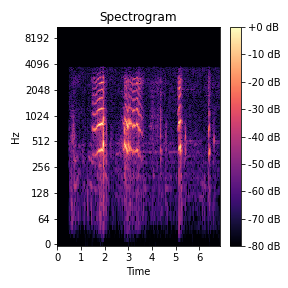 Spectrogram
8192
4096
2048
1024
512
256
128
64
0
Hz
0 1 2 3 4 5 6
Time
+0 dB
-10 dB
-20 dB
-30 dB
-40 dB
-50 dB
-60 dB
-70 dB
-80 dB